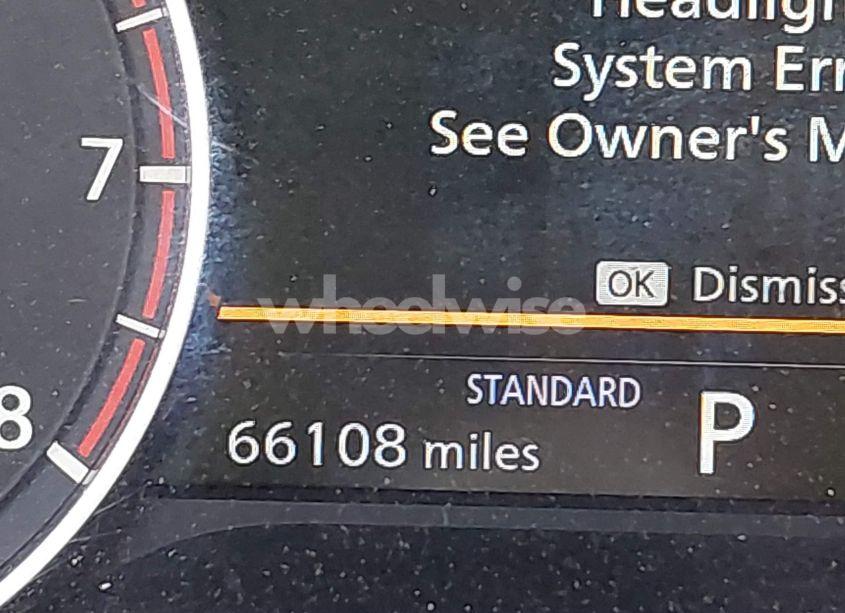 System
See Owner's
7
OK Dismiss
wheelwise
STANDARD
P
8
66108 miles